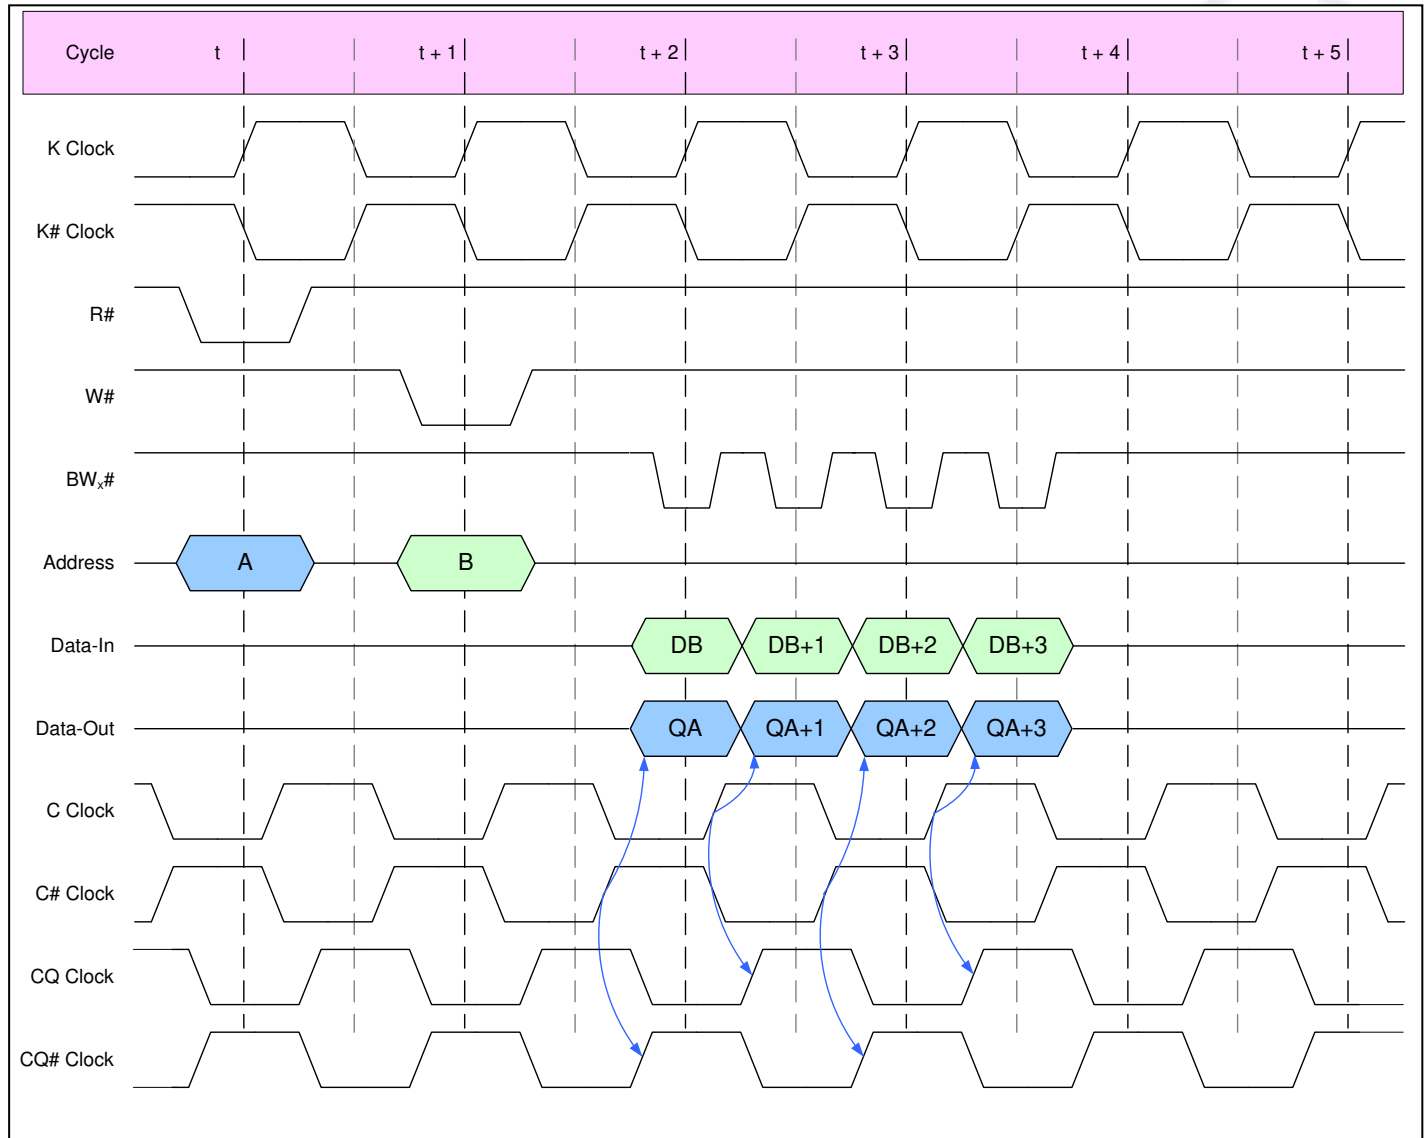 Cycle t t + 1 t + 2 t + 3 t + 4 t + 5
K Clock
K# Clock
R#
W#
BWx#
Address A B
Data-In DB DB+1 DB+2 DB+3
Data-Out QA QA+1 QA+2 QA+3
C Clock
C# Clock
CQ Clock
CQ# Clock